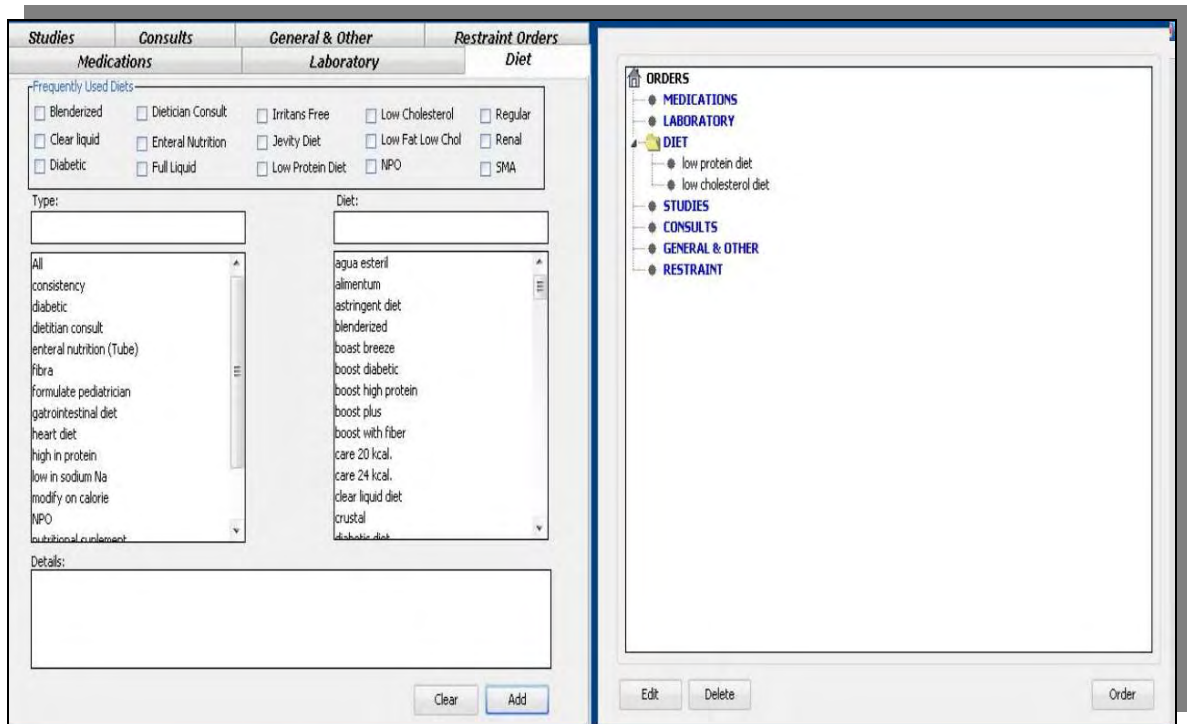 Studies Consults General & Other Restraint Orders
Medications Laboratory Diet
Frequently Used Diets
Blenderized Dietician Consult Irritans Free Low Cholesterol Regular
Clear liquid Enteral Nutrition Jevity Diet Low Fat Low Chol Renal
Diabetic Full Liquid Low Protein Diet NPO SMA
Type:
All
consistency
diabetic
dietitian consult
enteral nutrition (Tube)
fibra
formulate pediatrician
gatrointestinal diet
heart diet
high in protein
low in sodium Na
modify on calorie
NPO
nutritional suplement
Diet:
agua esteril
alimentum
astringent diet
blenderized
boast breeze
boost diabetic
boost high protein
boost plus
boost with fiber
care 20 kcal.
care 24 kcal.
clear liquid diet
crustal
diabetic diet
Details:
Clear Add
ORDERS
MEDICATIONS
LABORATORY
DIET
low protein diet
low cholesterol diet
STUDIES
CONSULTS
GENERAL & OTHER
RESTRAINT
Edit Delete Order